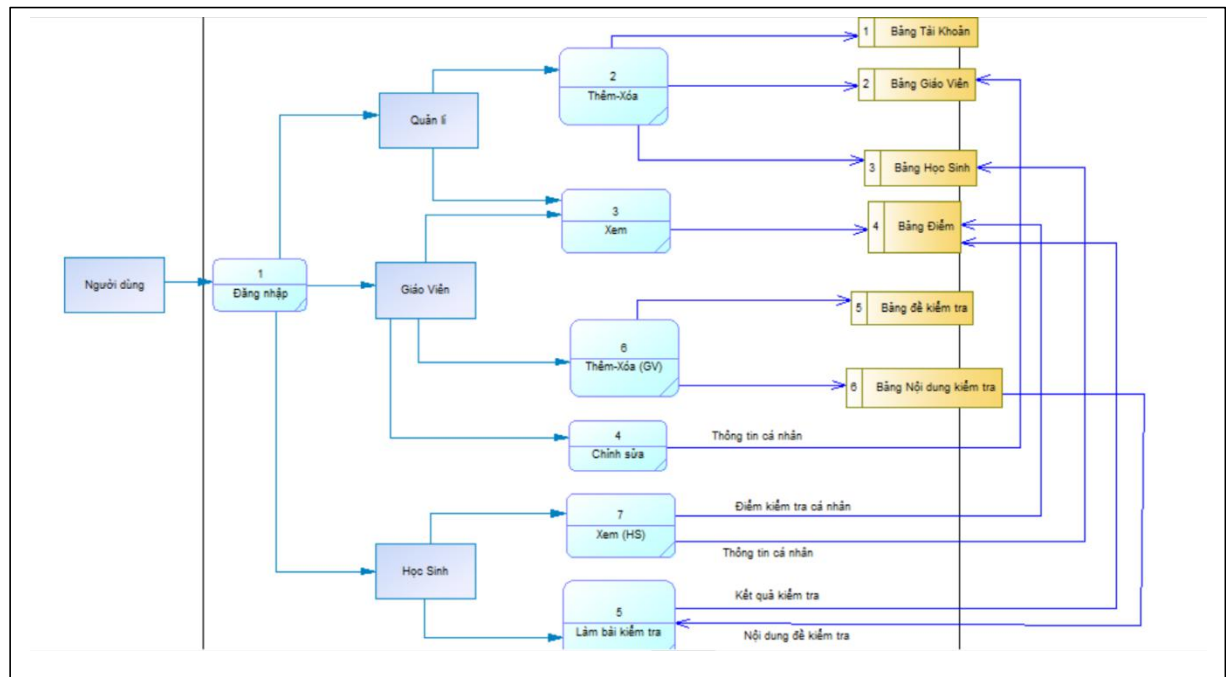 1 Bảng Tài Khoản
2
Thêm-Xóa
2 Bảng Giáo Viên
Quản lí
3 Bảng Học Sinh
3
Xem
4 Bảng Điểm
1
Đăng nhập
Người dùng
Giáo Viên
5 Bảng đề kiểm tra
6
Thêm-Xóa (GV)
6 Bảng Nội dung kiểm tra
4
Chỉnh sửa
Thông tin cá nhân
7
Xem (HS)
Điểm kiểm tra cá nhân
Thông tin cá nhân
Học Sinh
5
Làm bài kiểm tra
Kết quả kiểm tra
Nội dung đề kiểm tra